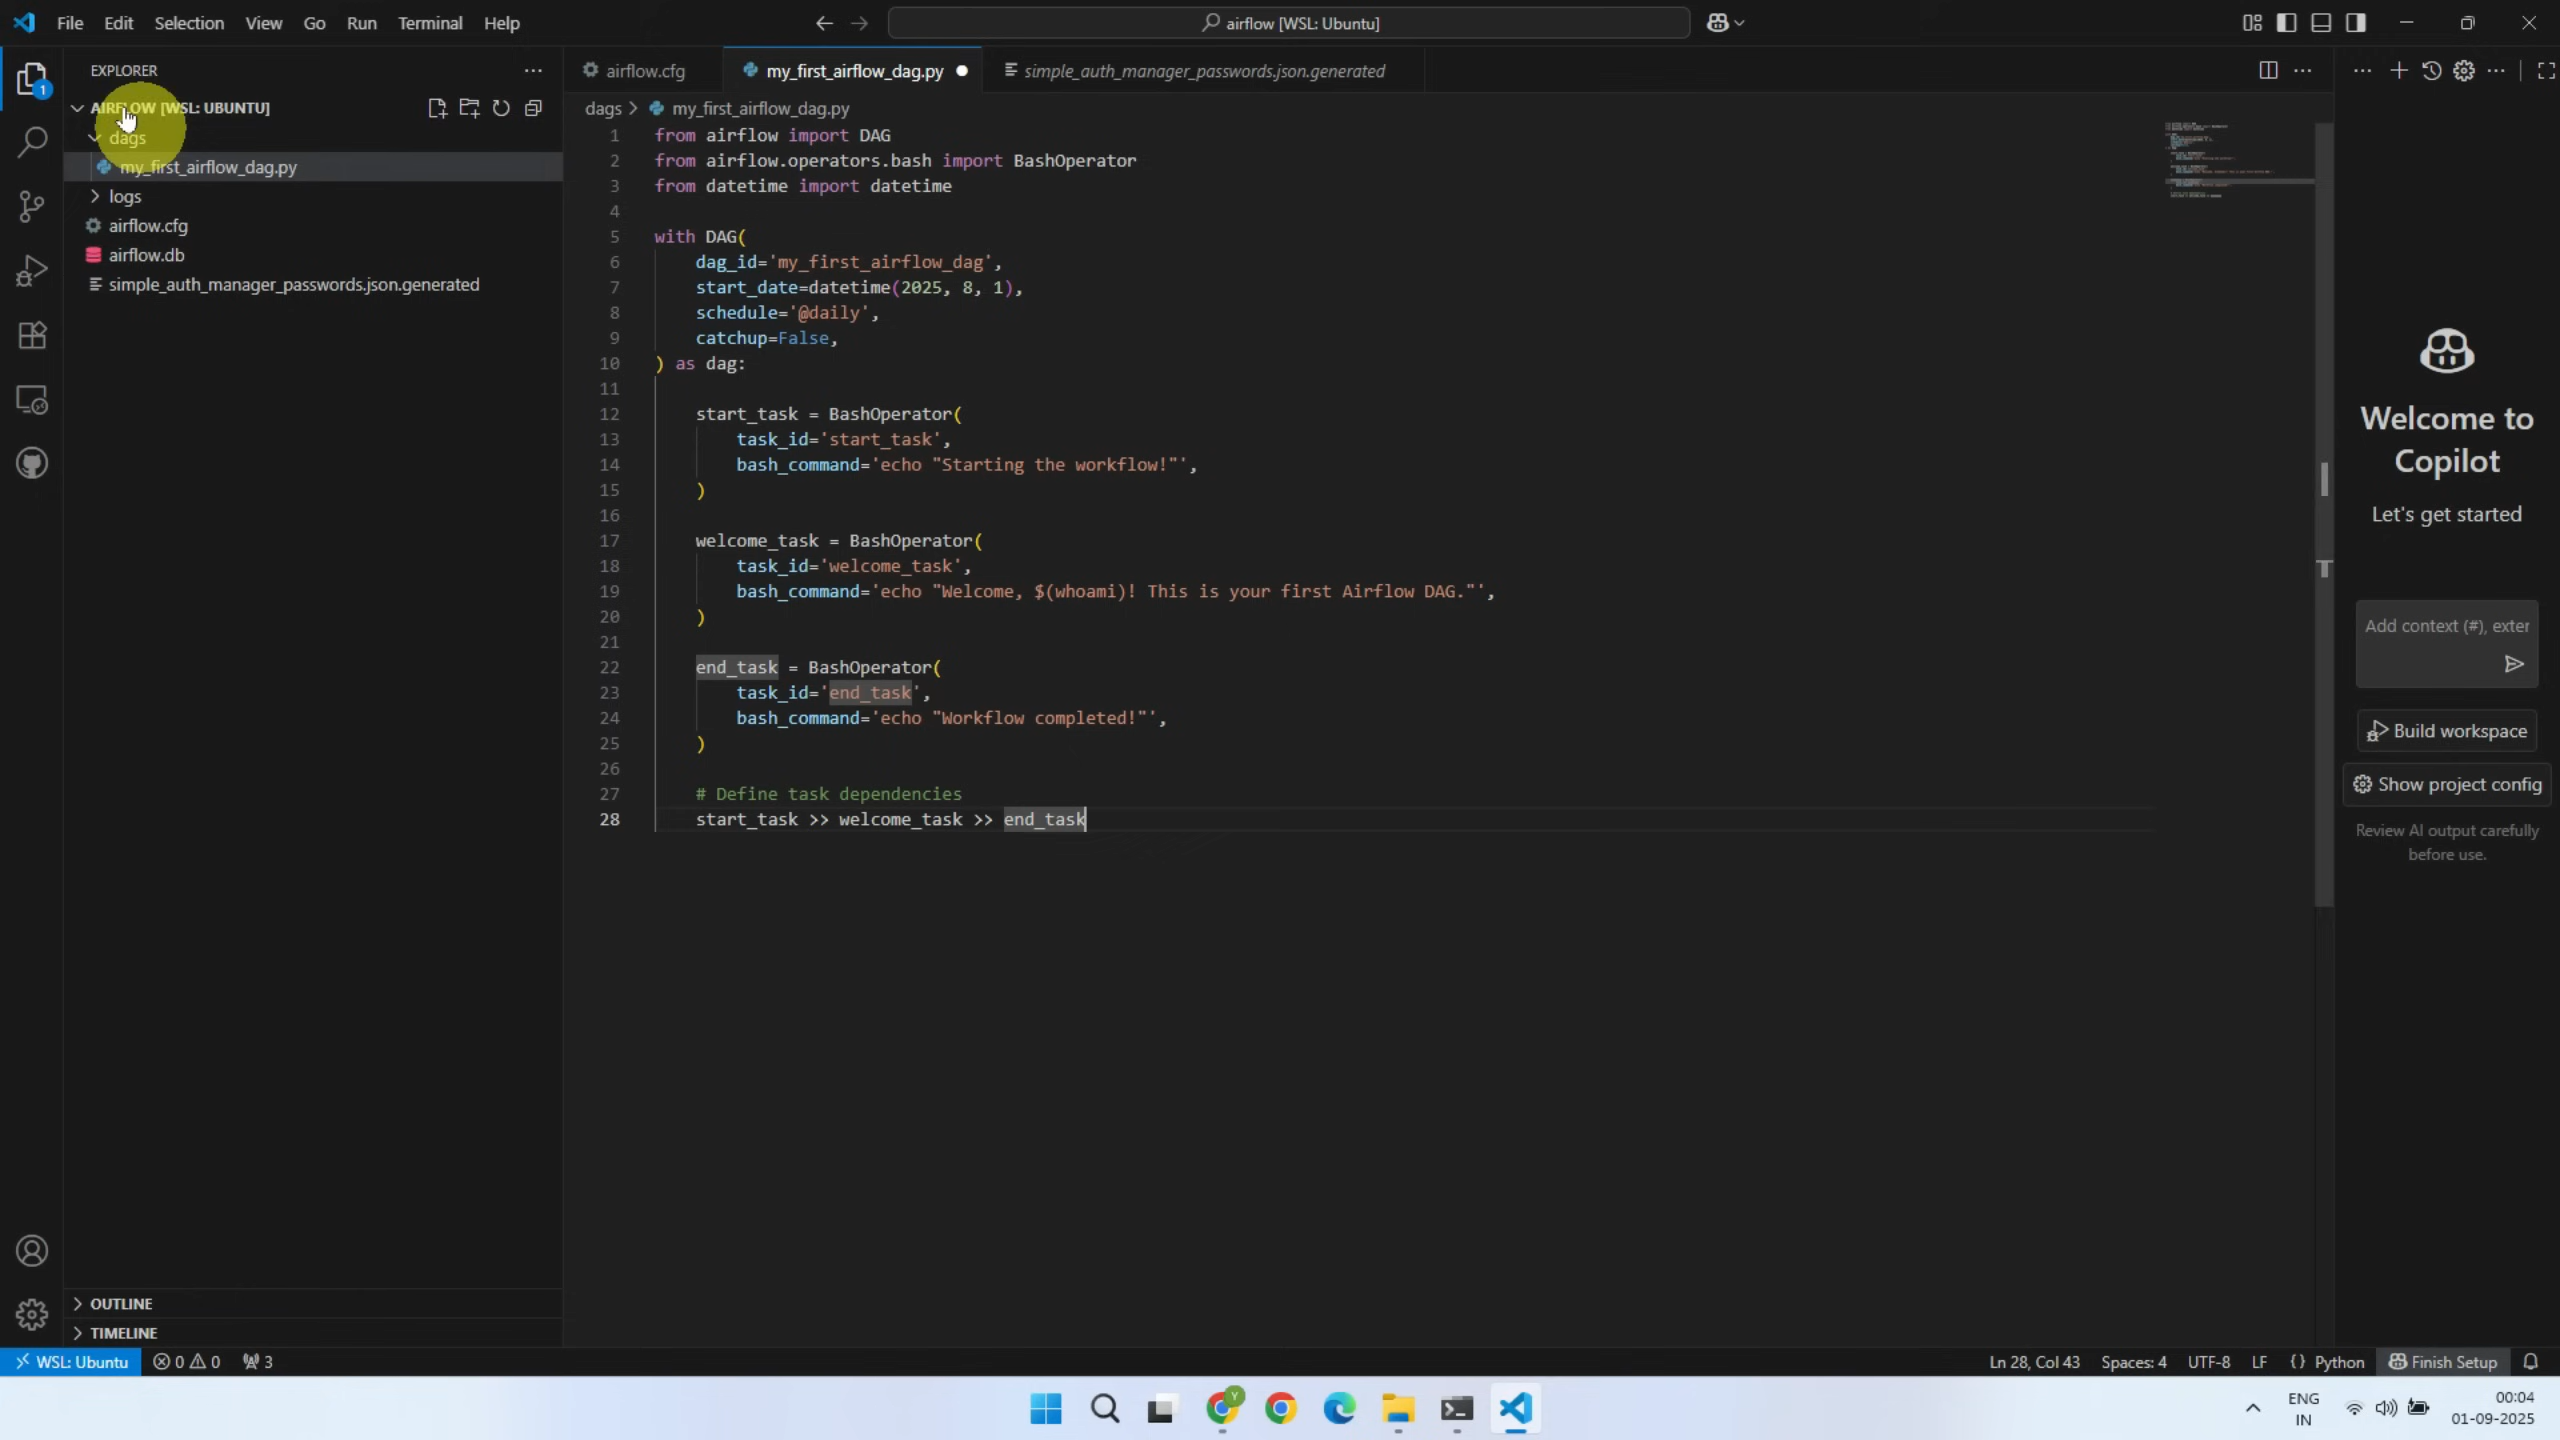 File Edit Selection View Go Run Terminal Help
airflow [WSL: Ubuntu]
EXPLORER
airflow.cfg
my_first_airflow_dag.py
simple_auth_manager_passwords.json.generated
1
AIRFLOW [WSL: UBUNTU]
dags
my_first_airflow_dag.py
logs
airflow.cfg
airflow.db
simple_auth_manager_passwords.json.generated
dags > my_first_airflow_dag.py
1 from airflow import DAG
2 from airflow.operators.bash import BashOperator
3 from datetime import datetime
4
5 with DAG(
6 dag_id='my_first_airflow_dag',
7 start_date=datetime(2025, 8, 1),
8 schedule='@daily',
9 catchup=False,
10 ) as dag:
11
12 start_task = BashOperator(
13 task_id='start_task',
14 bash_command='echo "Starting the workflow!"',
15 )
16
17 welcome_task = BashOperator(
18 task_id='welcome_task',
19 bash_command='echo "Welcome, $(whoami)! This is your first Airflow DAG."',
20 )
21
22 end_task = BashOperator(
23 task_id='end_task',
24 bash_command='echo "Workflow completed!"',
25 )
26
27 # Define task dependencies
28 start_task >> welcome_task >> end_task
Welcome to
Copilot
Let's get started
Add context (#), exter
Build workspace
Show project config
Review AI output carefully
before use.
OUTLINE
TIMELINE
WSL: Ubuntu 0 0 3
Ln 28, Col 43 Spaces: 4 UTF-8 LF {} Python Finish Setup
Y
ENG
IN
00:04
01-09-2025